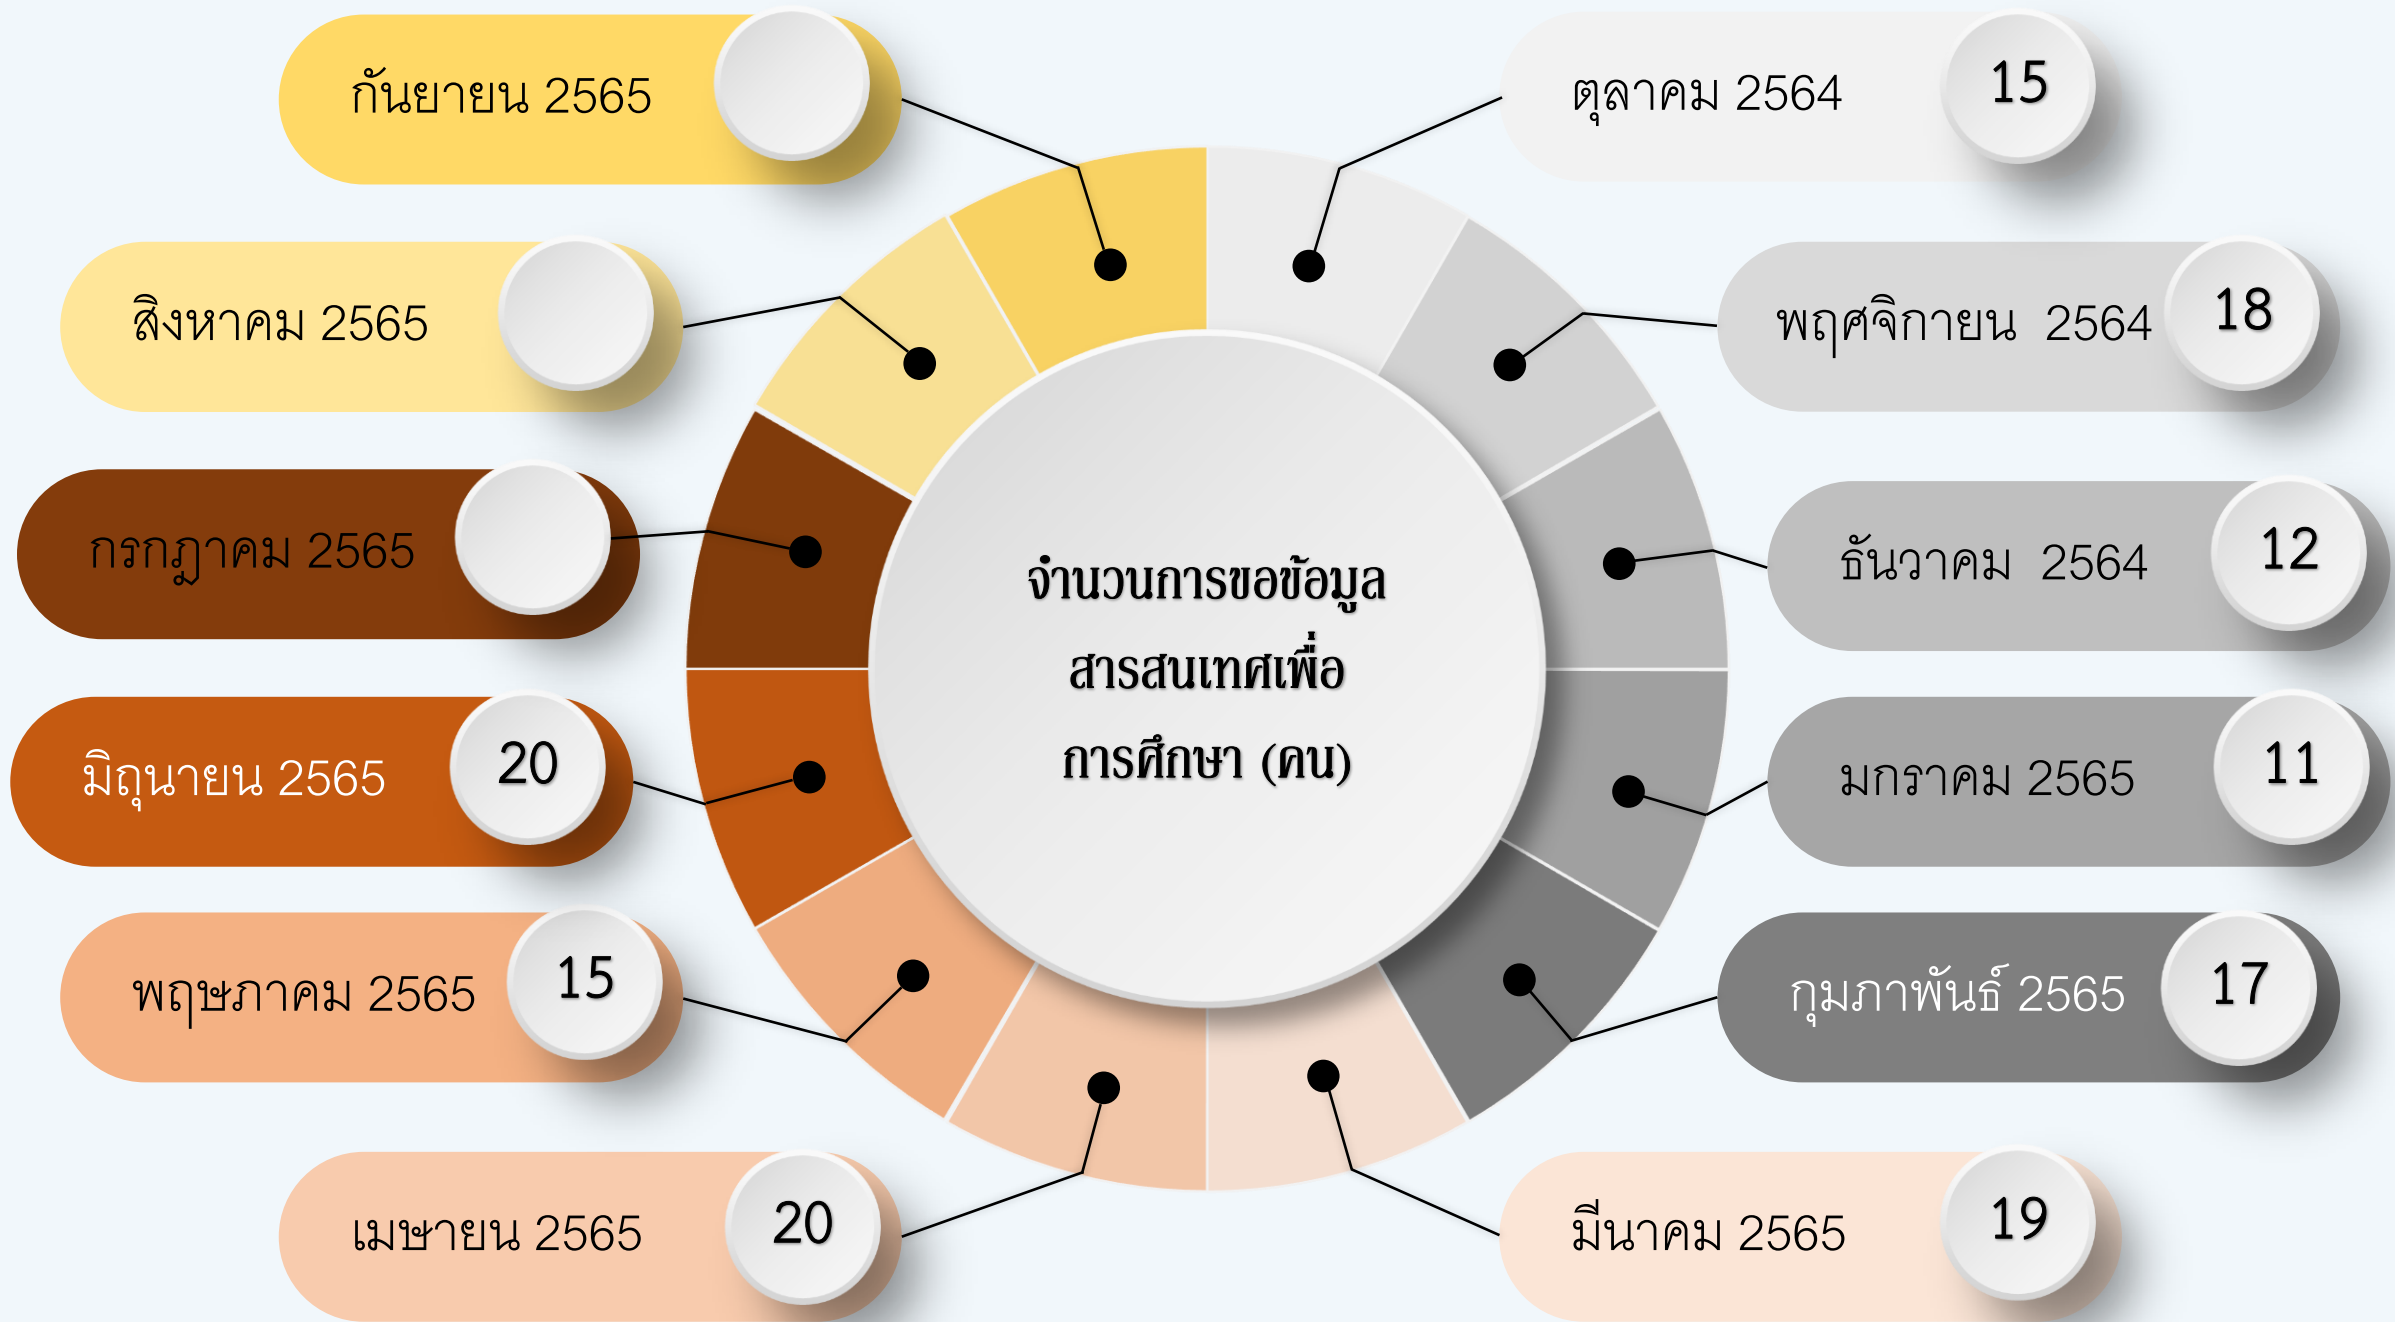 จำนวนการขอข้อมูล
สารสนเทศเพื่อ
การศึกษา (คน)
ตุลาคม 2564 15
พฤศจิกายน 2564 18
ธันวาคม 2564 12
มกราคม 2565 11
กุมภาพันธ์ 2565 17
มีนาคม 2565 19
เมษายน 2565 20
พฤษภาคม 2565 15
มิถุนายน 2565 20
กรกฎาคม 2565
สิงหาคม 2565
กันยายน 2565